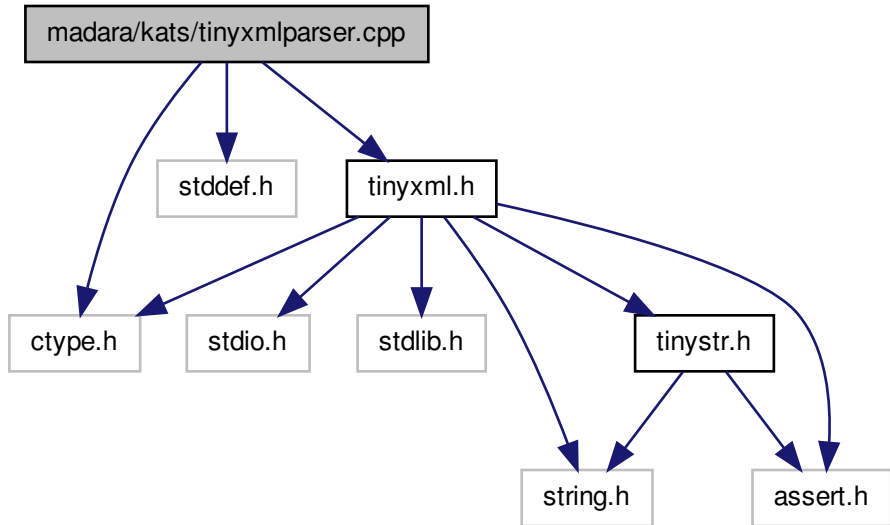 madara/kats/tinyxmlparser.cpp
stddef.h
tinyxml.h
ctype.h
stdio.h
stdlib.h
tinystr.h
string.h
assert.h